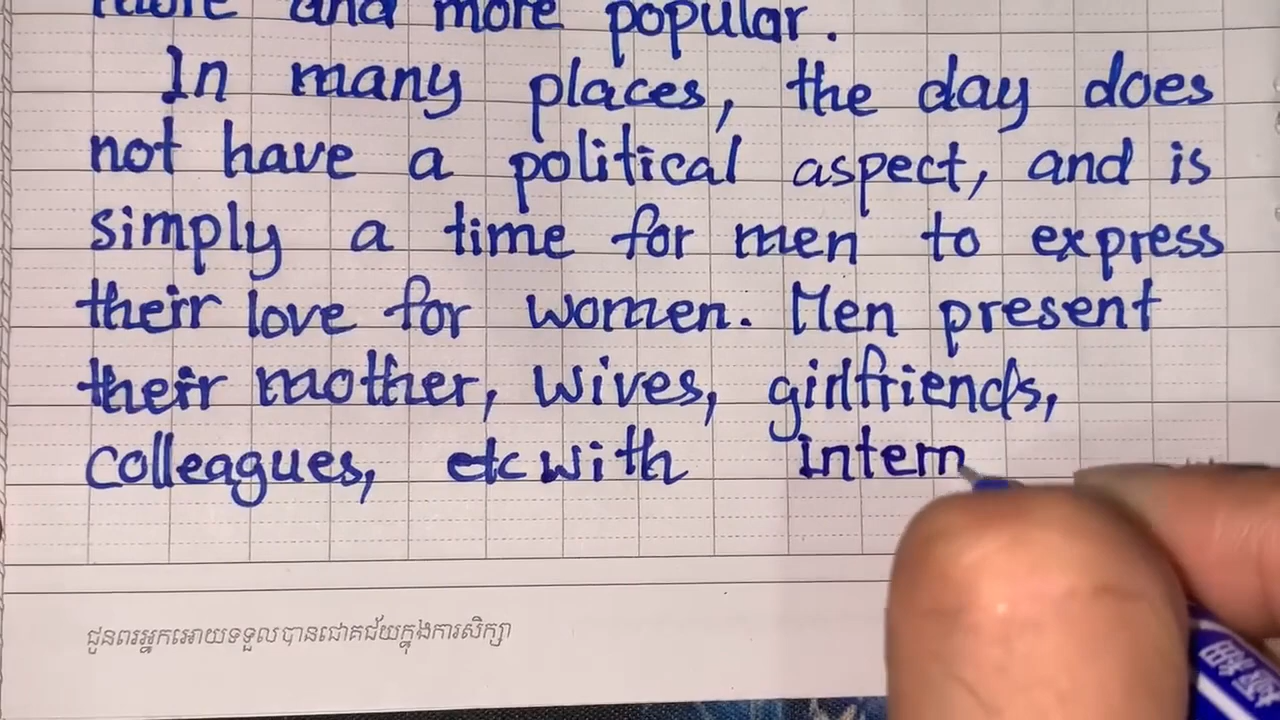 and more popular.
In many places, the day does
not have a political aspect, and is
simply a time for men to express
their love for women. Men present
their mother, wives, girlfriends,
colleagues, etc with intern
ជូនពរអ្នកអោយទទួលបានជោគជ័យក្នុងការសិក្សា